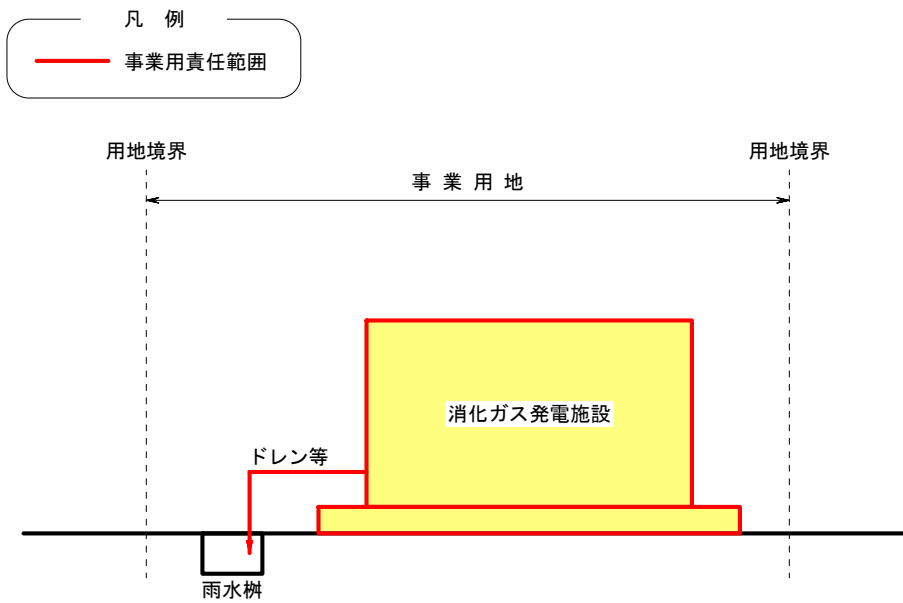 凡 例
事業用責任範囲
用地境界
用地境界
事 業 用 地
消化ガス発電施設
ドレン等
雨水桝